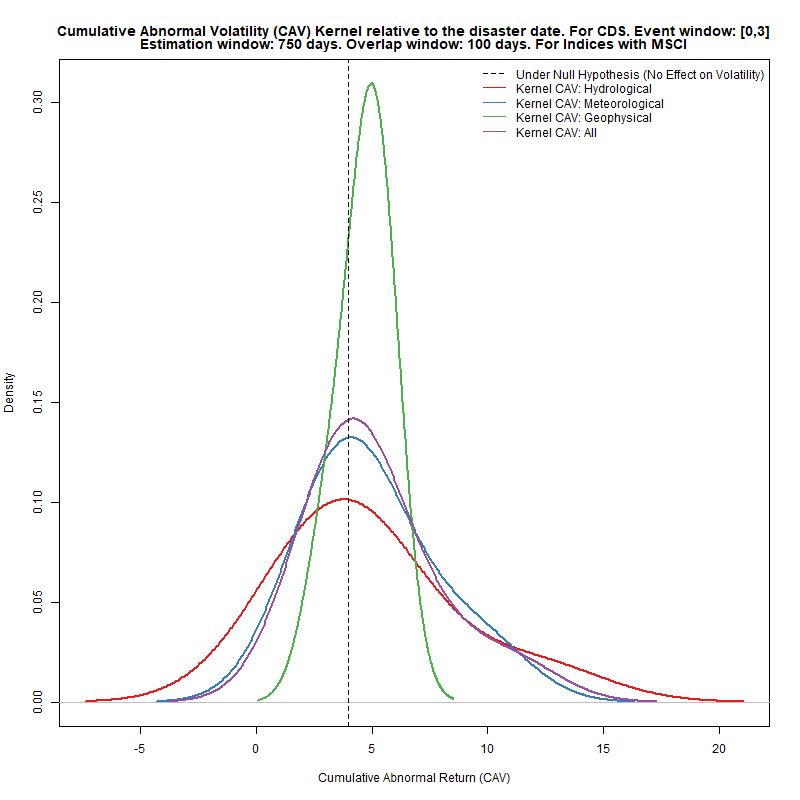 Cumulative Abnormal Volatility (CAV) Kernel relative to the disaster date. For CDS. Event window: [0,3]
Estimation window: 750 days. Overlap window: 100 days. For Indices with MSCI
Under Null Hypothesis (No Effect on Volatility)
Kernel CAV: Hydrological
Kernel CAV: Meteorological
Kernel CAV: Geophysical
Kernel CAV: All
0.30
0.25
0.20
0.15
0.10
0.05
0.00
Density
-5 0 5 10 15 20
Cumulative Abnormal Return (CAV)